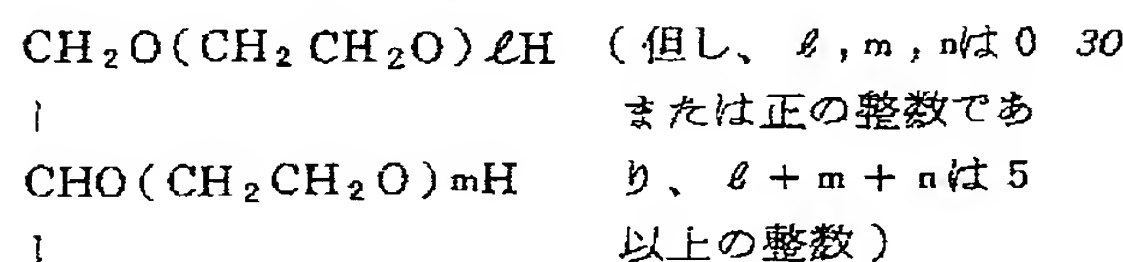 CH₂O(CH₂CH₂O)ℓH （但し、ℓ,m,nは0 30
| または正の整数であ
CHO(CH₂CH₂O)mH り、ℓ+m+nは5
| 以上の整数）